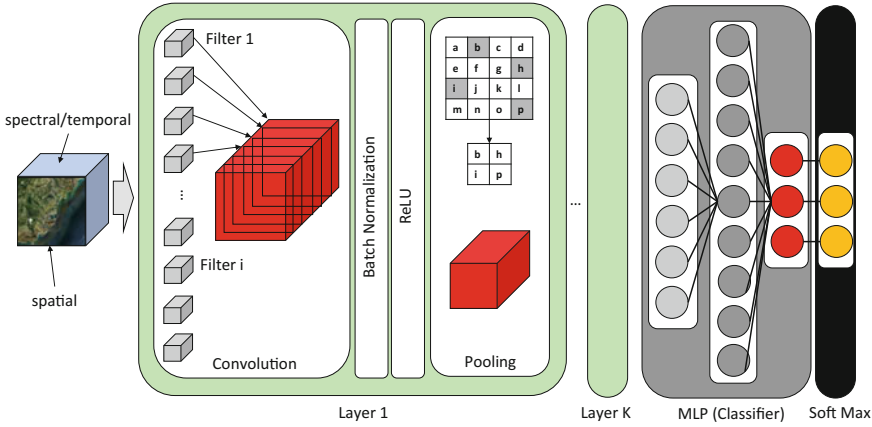 spectral/temporal
spatial
Filter 1
...
Filter i
Convolution
Batch Normalization
ReLU
a b c d
e f g h
i j k l
m n o p
b h
i p
Pooling
...
Layer 1
Layer K
MLP (Classifier)
Soft Max